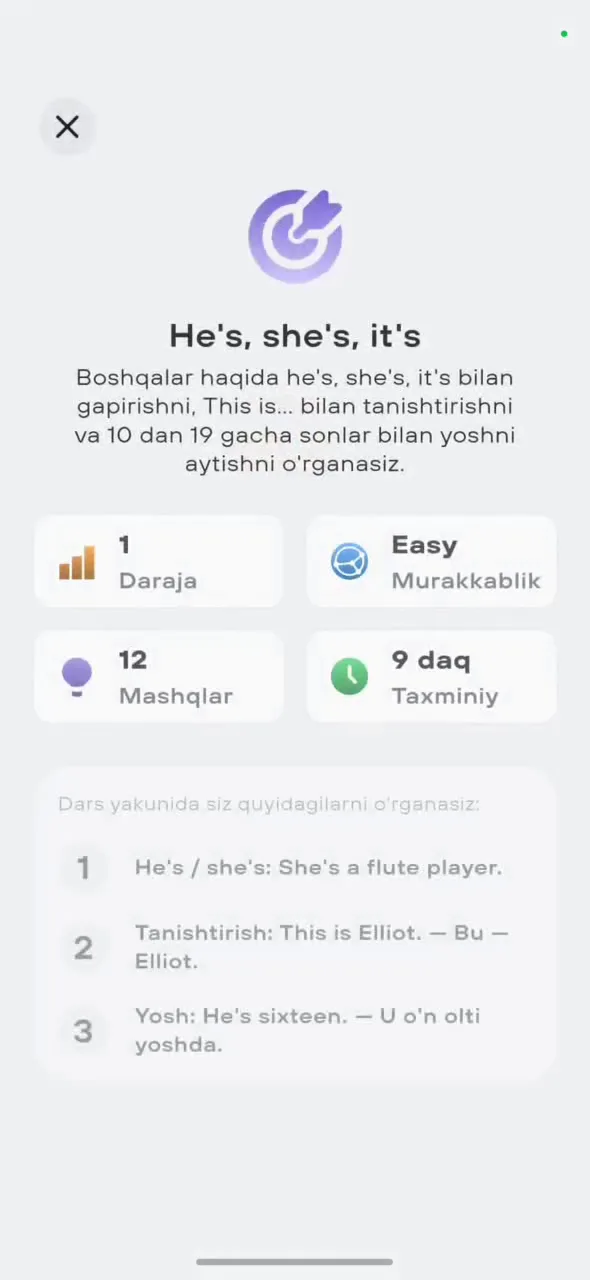 He's, she's, it's
Boshqalar haqida he's, she's, it's bilan
gapirishni, This is... bilan tanishtirishni
va 10 dan 19 gacha sonlar bilan yoshni
aytishni o'rganasiz.
1
Daraja
Easy
Murakkablik
12
Mashqlar
9 daq
Taxminiy
Dars yakunida siz quyidagilarni o'rganasiz:
1
He's / she's: She's a flute player.
2
Tanishtirish: This is Elliot. — Bu —
Elliot.
3
Yosh: He's sixteen. — U o'n olti
yoshda.